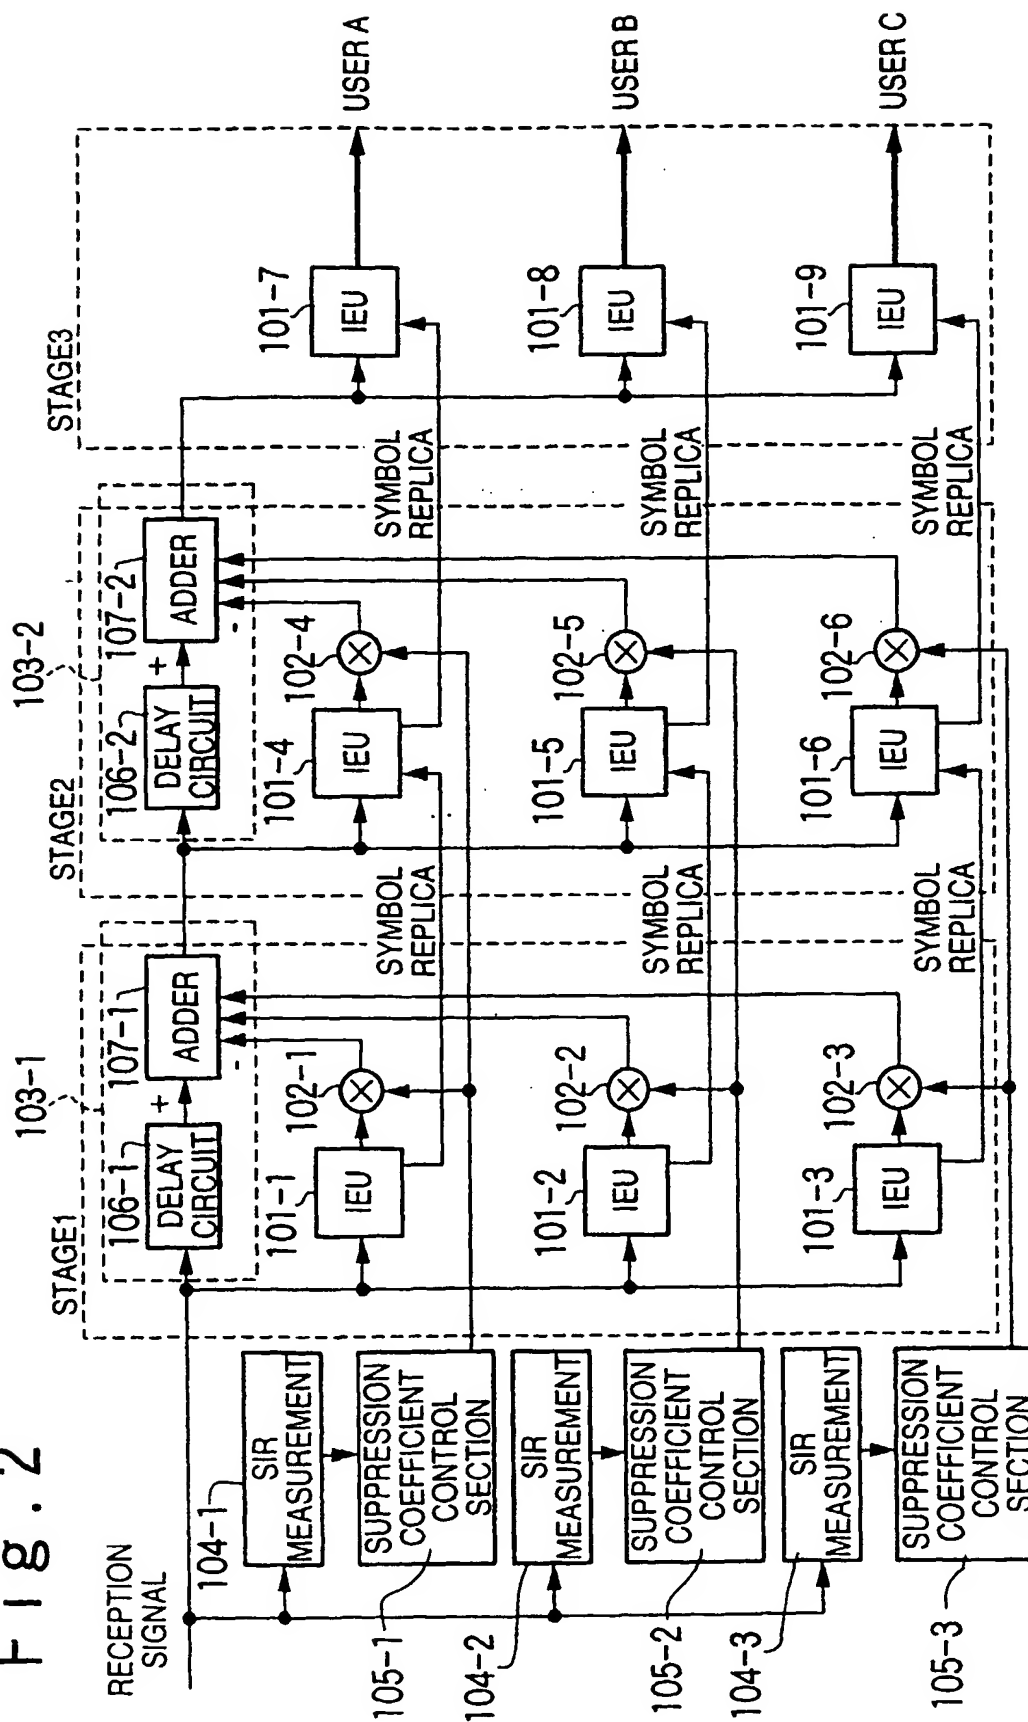 Fig. 2
RECEPTION
SIGNAL
104-1
SIR
MEASUREMENT
105-1
SUPPRESSION
COEFFICIENT
CONTROL
SECTION
104-2
SIR
MEASUREMENT
105-2
SUPPRESSION
COEFFICIENT
CONTROL
SECTION
104-3
SIR
MEASUREMENT
105-3
SUPPRESSION
COEFFICIENT
CONTROL
SECTION
STAGE1
103-1
106-1
DELAY
CIRCUIT
+
107-1
ADDER
-
101-1
IEU
102-1
101-2
IEU
102-2
101-3
IEU
102-3
SYMBOL
REPLICA
SYMBOL
REPLICA
SYMBOL
REPLICA
STAGE2
103-2
106-2
DELAY
CIRCUIT
+
107-2
ADDER
-
101-4
IEU
102-4
101-5
IEU
102-5
101-6
IEU
102-6
SYMBOL
REPLICA
SYMBOL
REPLICA
SYMBOL
REPLICA
STAGE3
101-7
IEU
USER A
101-8
IEU
USER B
101-9
IEU
USER C